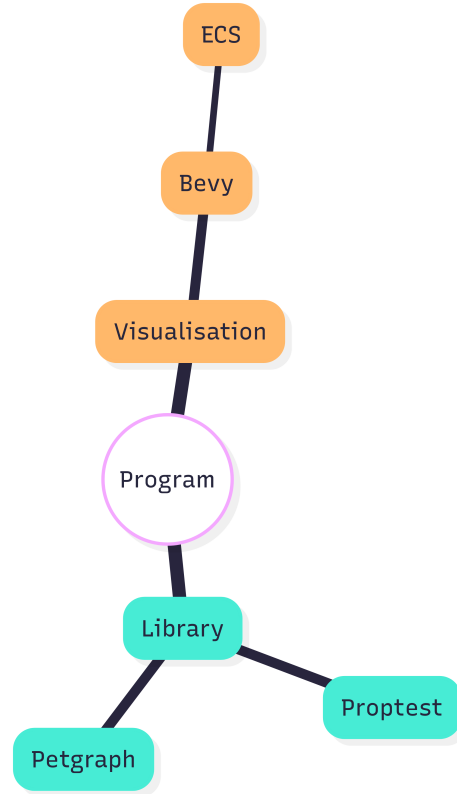 ECS
Bevy
Visualisation
Program
Library
Proptest
Petgraph